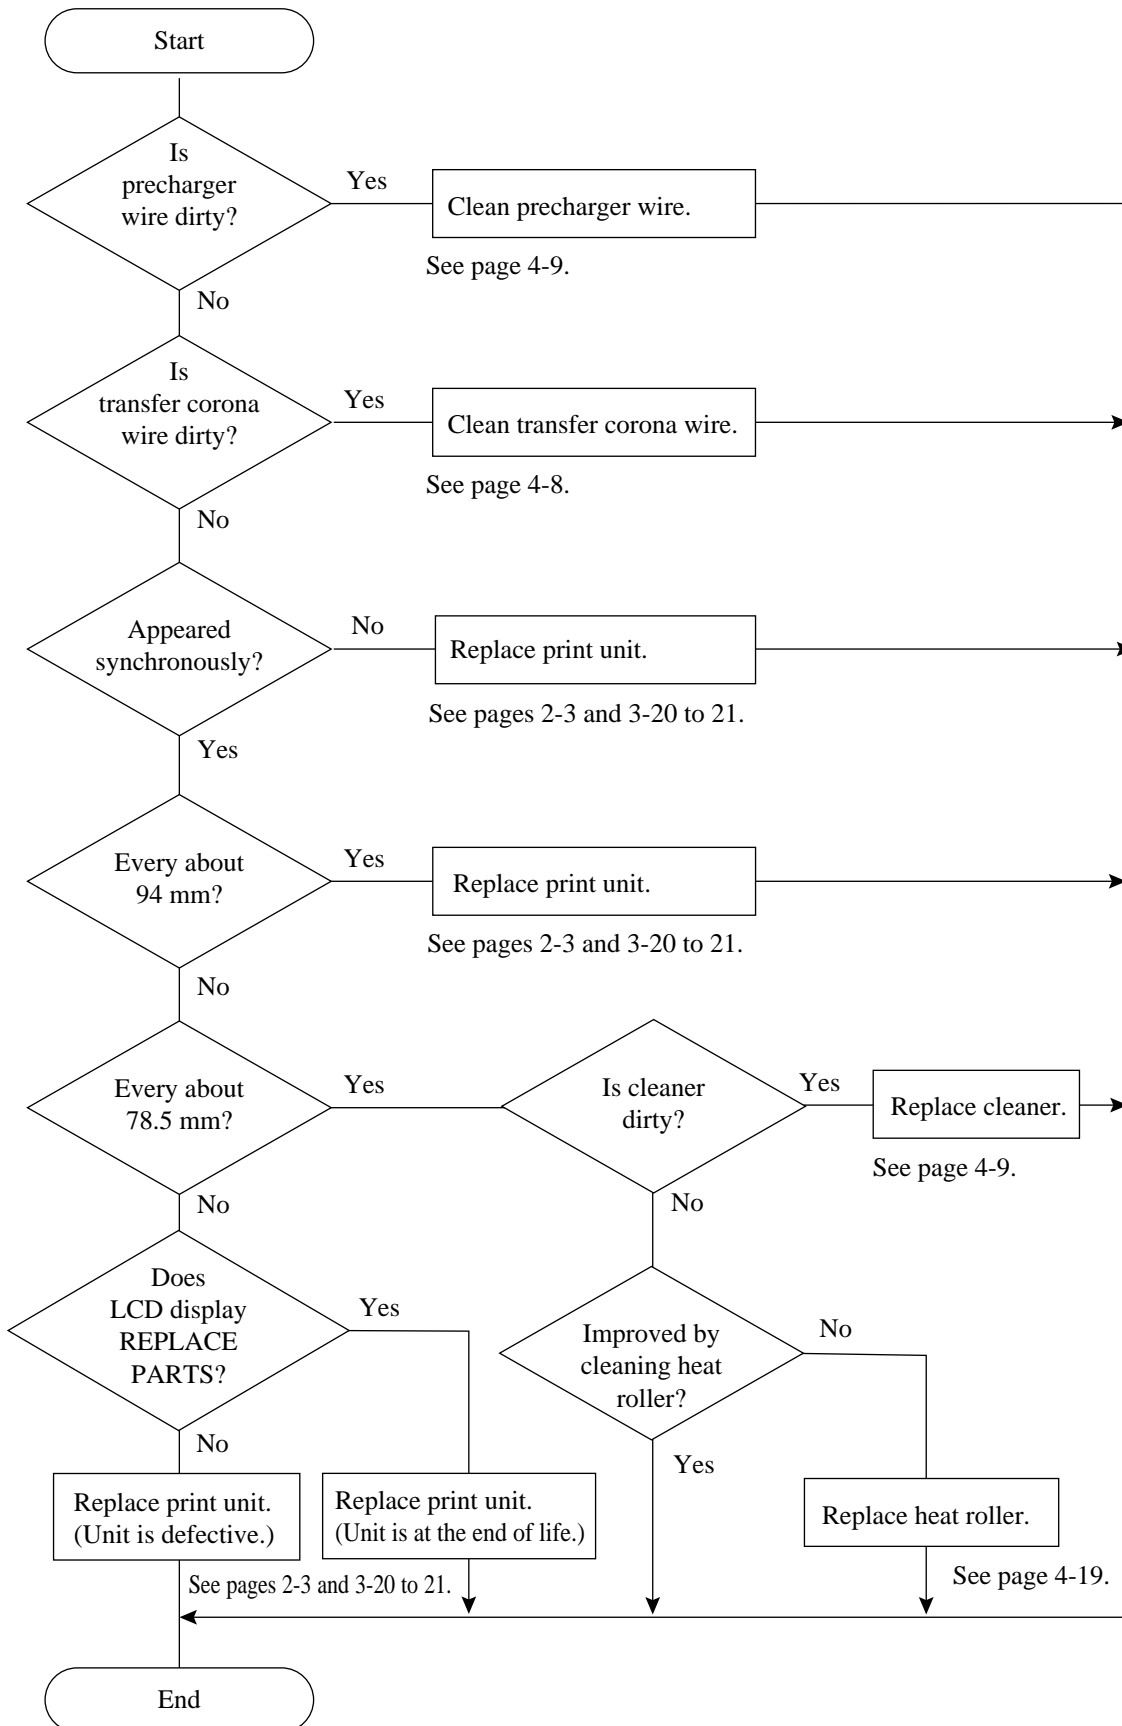 Start
Is
precharger
wire dirty?
Yes
Clean precharger wire.
See page 4-9.
No
Is
transfer corona
wire dirty?
Yes
Clean transfer corona wire.
See page 4-8.
No
Appeared
synchronously?
No
Replace print unit.
See pages 2-3 and 3-20 to 21.
Yes
Every about
94 mm?
Yes
Replace print unit.
See pages 2-3 and 3-20 to 21.
No
Every about
78.5 mm?
Yes
Is cleaner
dirty?
Yes
Replace cleaner.
See page 4-9.
No
No
Does
LCD display
REPLACE
PARTS?
Yes
Improved by
cleaning heat
roller?
No
No
Yes
Replace print unit.
(Unit is defective.)
Replace print unit.
(Unit is at the end of life.)
Replace heat roller.
See pages 2-3 and 3-20 to 21.
See page 4-19.
End